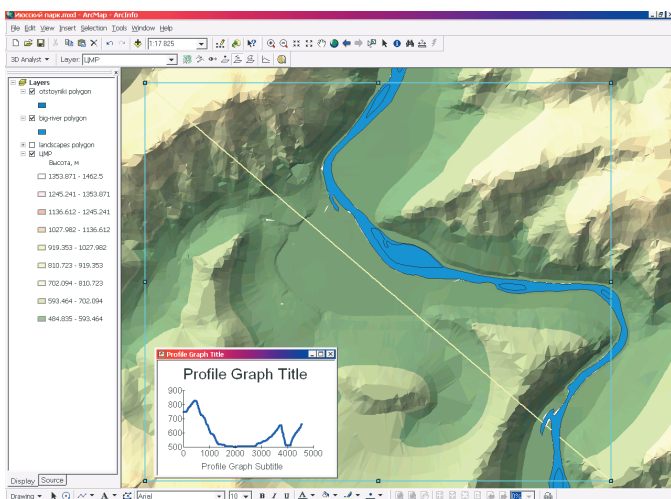 Июсский парк.mxd - ArcMap - ArcInfo
File Edit View Insert Selection Tools Window Help
1:17 825
3D Analyst Layer: ЦМР
Layers
otstoyniki polygon
big-river polygon
landscapes polygon
ЦМР
Высота, м
1353.871 - 1462.5
1245.241 - 1353.871
1136.612 - 1245.241
1027.982 - 1136.612
919.353 - 1027.982
810.723 - 919.353
702.094 - 810.723
593.464 - 702.094
484.835 - 593.464
Profile Graph Title
Profile Graph Title
900
800
700
600
500
0 1000 2000 3000 4000 5000
Profile Graph Subtitle
Display Source
Drawing A Arial 10 B I U A